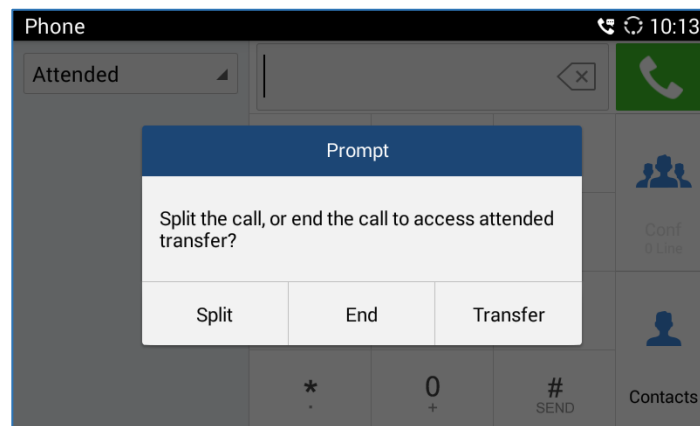 Phone
10:13
Attended
Prompt
Split the call, or end the call to access attended
transfer?
Split
End
Transfer
Conf
0 Line
*
.
0
+
#
SEND
Contacts